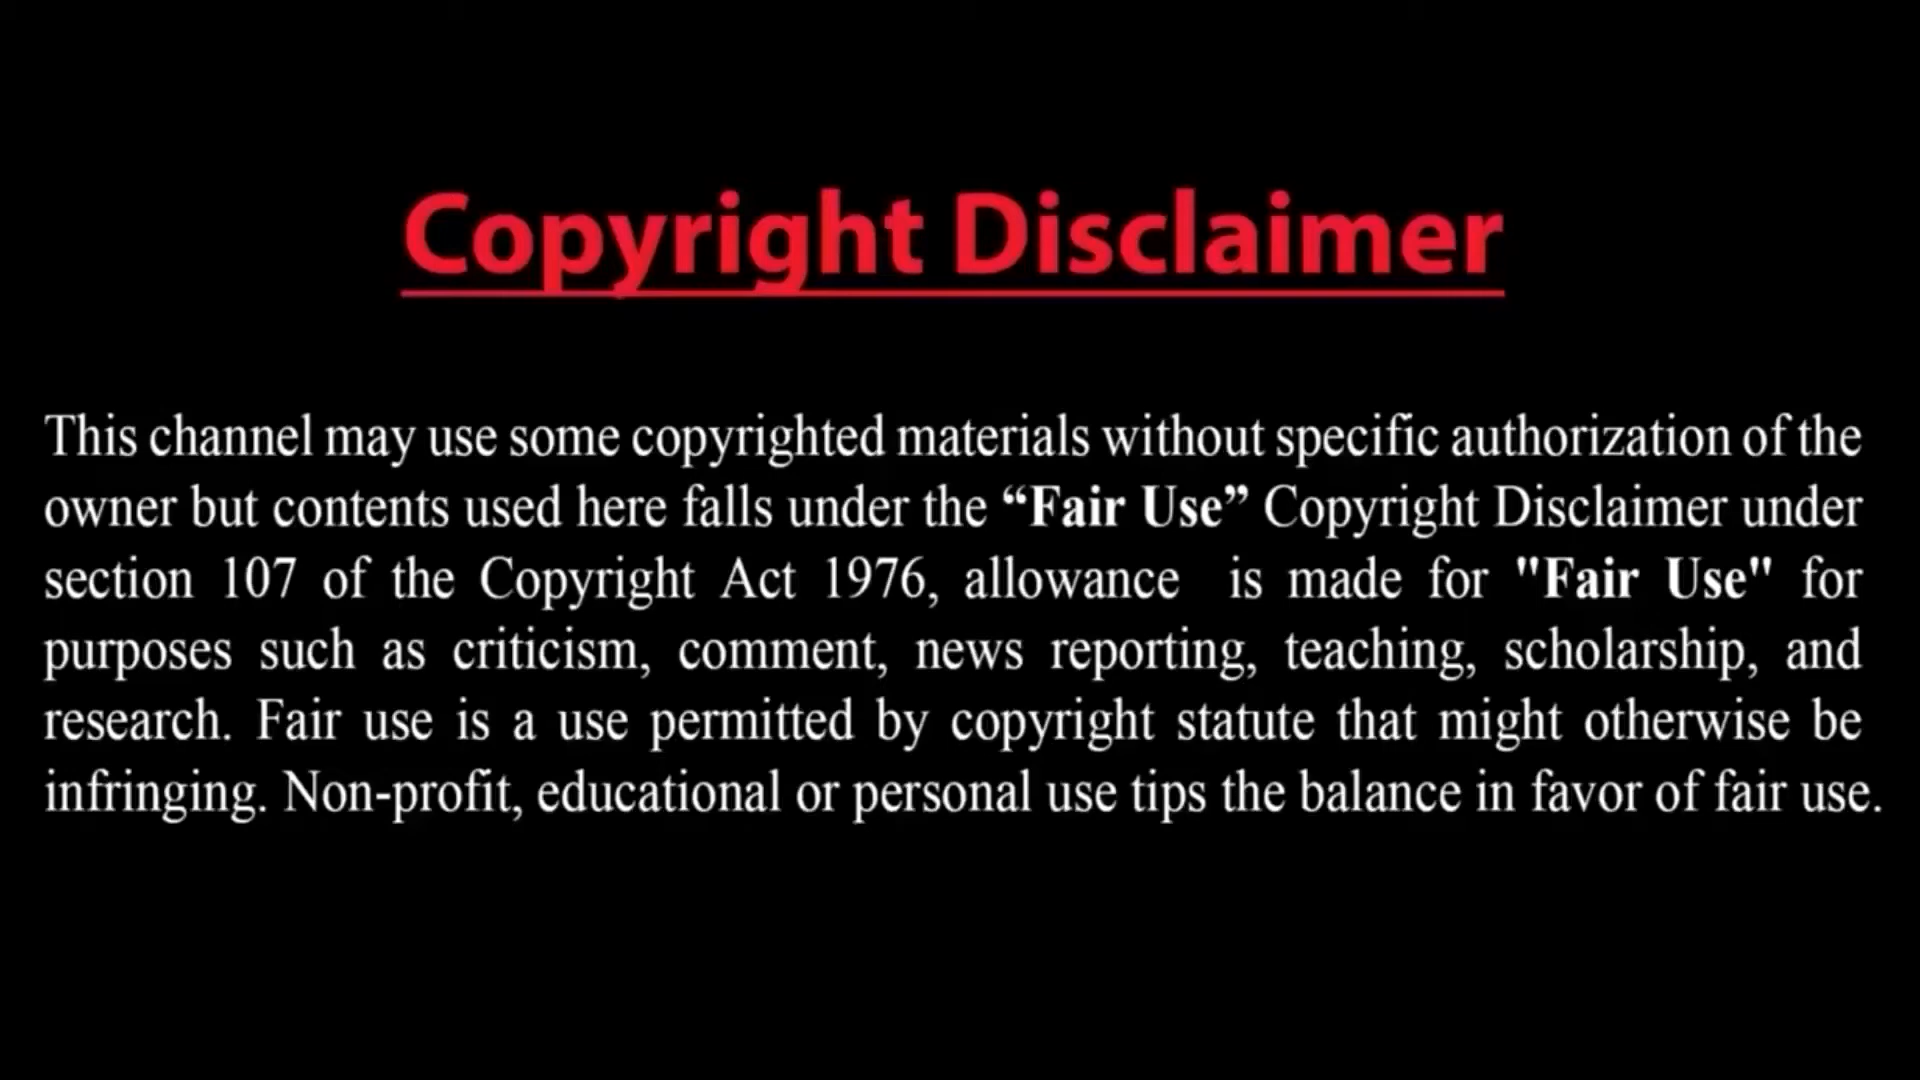 Copyright Disclaimer
This channel may use some copyrighted materials without specific authorization of the
owner but contents used here falls under the “Fair Use” Copyright Disclaimer under
section 107 of the Copyright Act 1976, allowance is made for "Fair Use" for
purposes such as criticism, comment, news reporting, teaching, scholarship, and
research. Fair use is a use permitted by copyright statute that might otherwise be
infringing. Non-profit, educational or personal use tips the balance in favor of fair use.